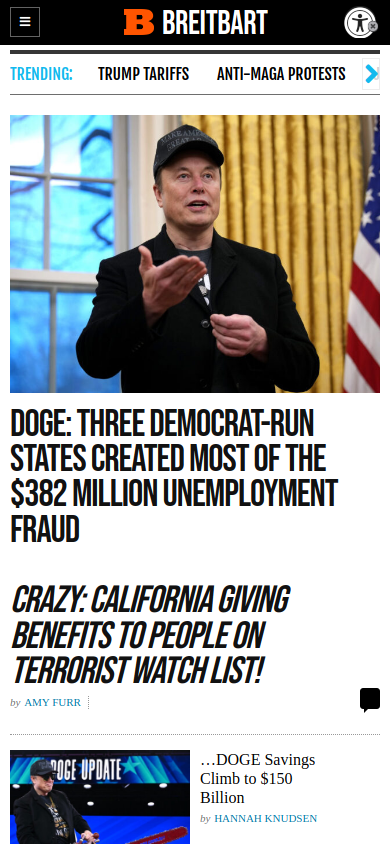 B BREITBART
TRENDING:
TRUMP TARIFFS
ANTI-MAGA PROTESTS
DOGE: THREE DEMOCRAT-RUN
STATES CREATED MOST OF THE
$382 MILLION UNEMPLOYMENT
FRAUD
CRAZY: CALIFORNIA GIVING
BENEFITS TO PEOPLE ON
TERRORIST WATCH LIST!
by AMY FURR
DOGE UPDATE
…DOGE Savings
Climb to $150
Billion
by HANNAH KNUDSEN